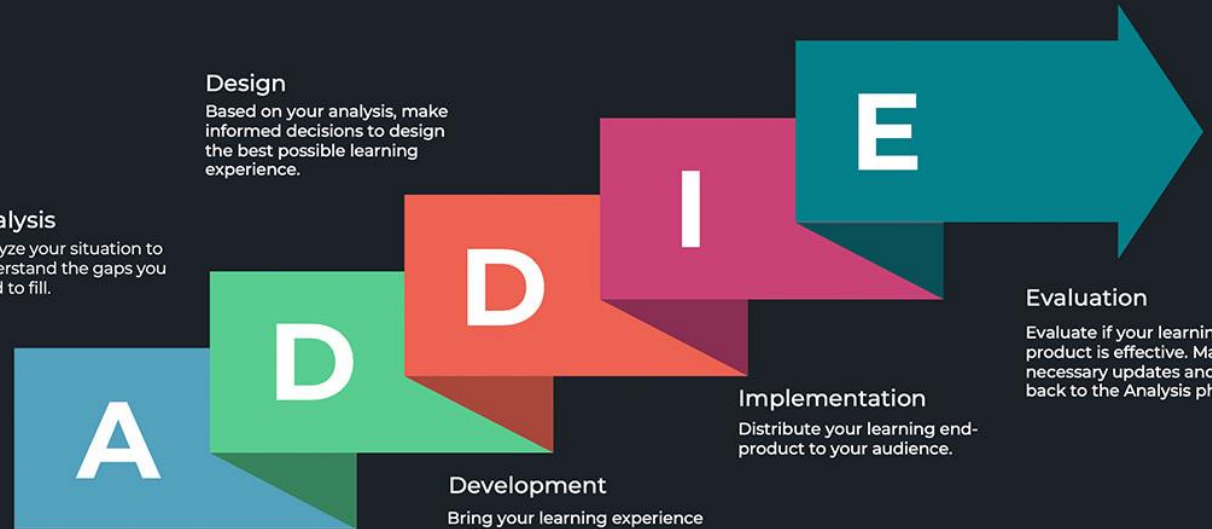 Design
Based on your analysis, make
informed decisions to design
the best possible learning
experience.
alysis
yze your situation to
erstand the gaps you
d to fill.
A
D
D
I
E
Development
Bring your learning experience
Implementation
Distribute your learning end-
product to your audience.
Evaluation
Evaluate if your learnin
product is effective. Ma
necessary updates and
back to the Analysis ph